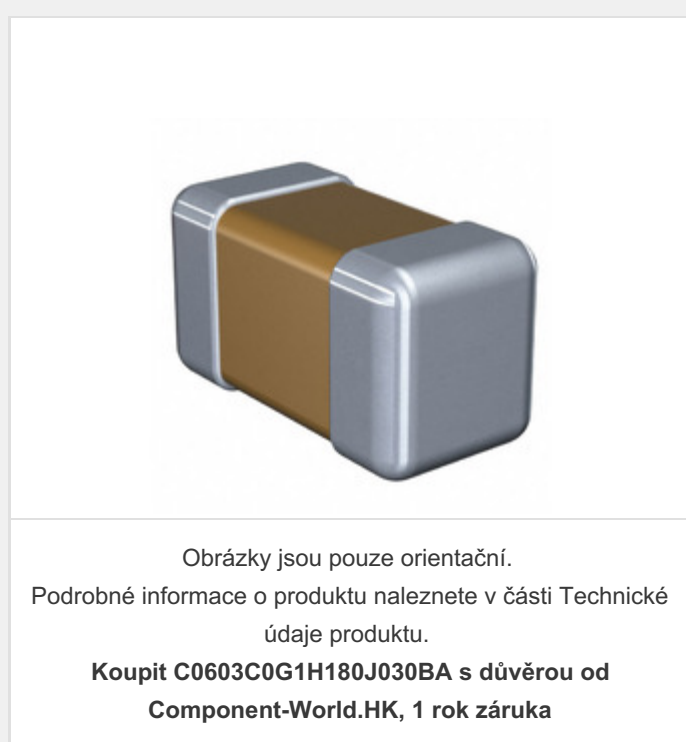 Obrázky jsou pouze orientační.
Podrobné informace o produktu naleznete v části Technické
údaje produktu.
Koupit C0603C0G1H180J030BA s důvěrou od
Component-World.HK, 1 rok záruka